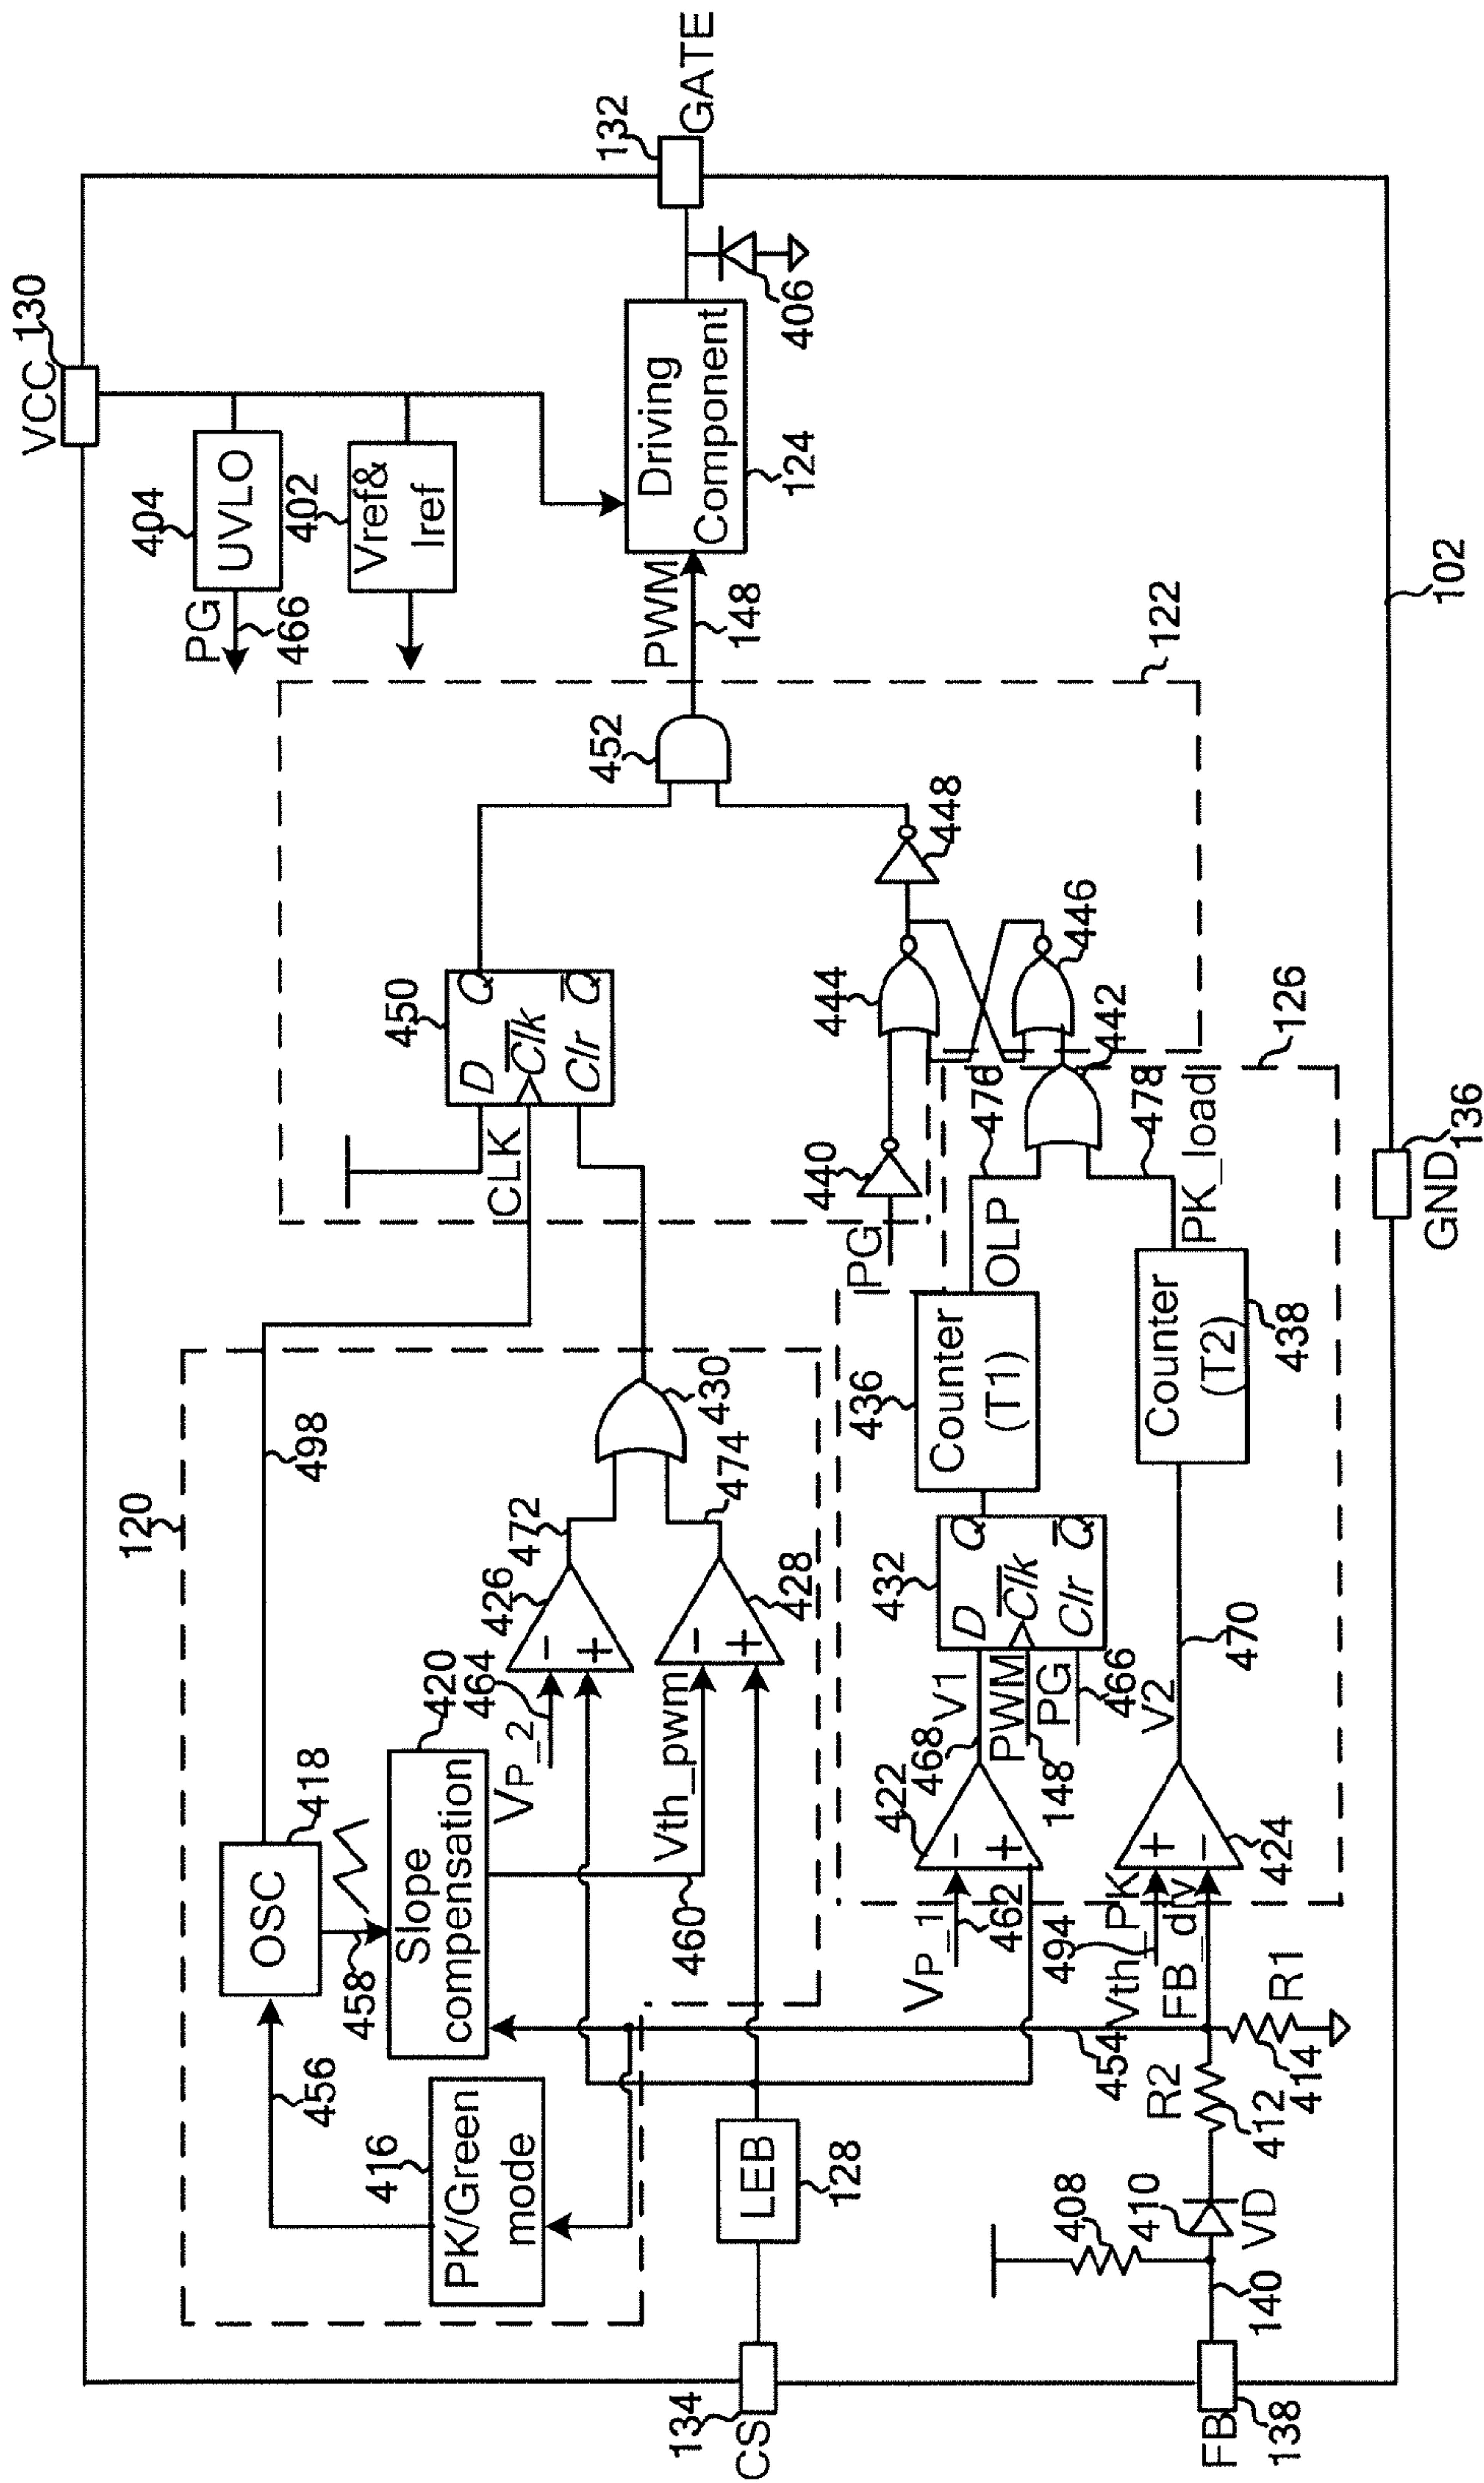 VCC
130
404
UVLO
PG
466
402
Vref&
Iref
132
GATE
Driving
Component
124
406
PWM
148
122
452
450
D
Q
Clk
Clr
Q
CLK
448
444
446
440
PG
442
126
476
OLP
478
PK_load
120
498
OSC
418
458
456
416
PK/Green
mode
Slope
compensation
420
464
VP_2
426
-
+
472
430
474
Vth_pwm
428
-
+
460
436
Counter
(T1)
Counter
(T2)
438
432
D
Q
Clk
Clr
Q
V1
468
PWM
148
PG
466
422
-
+
VP_1
462
494
Vth_PK
FB_div
+
-
424
V2
470
454
R1
414
R2
412
408
410
VD
140
LEB
128
134
CS
FB
138
GND
136
102